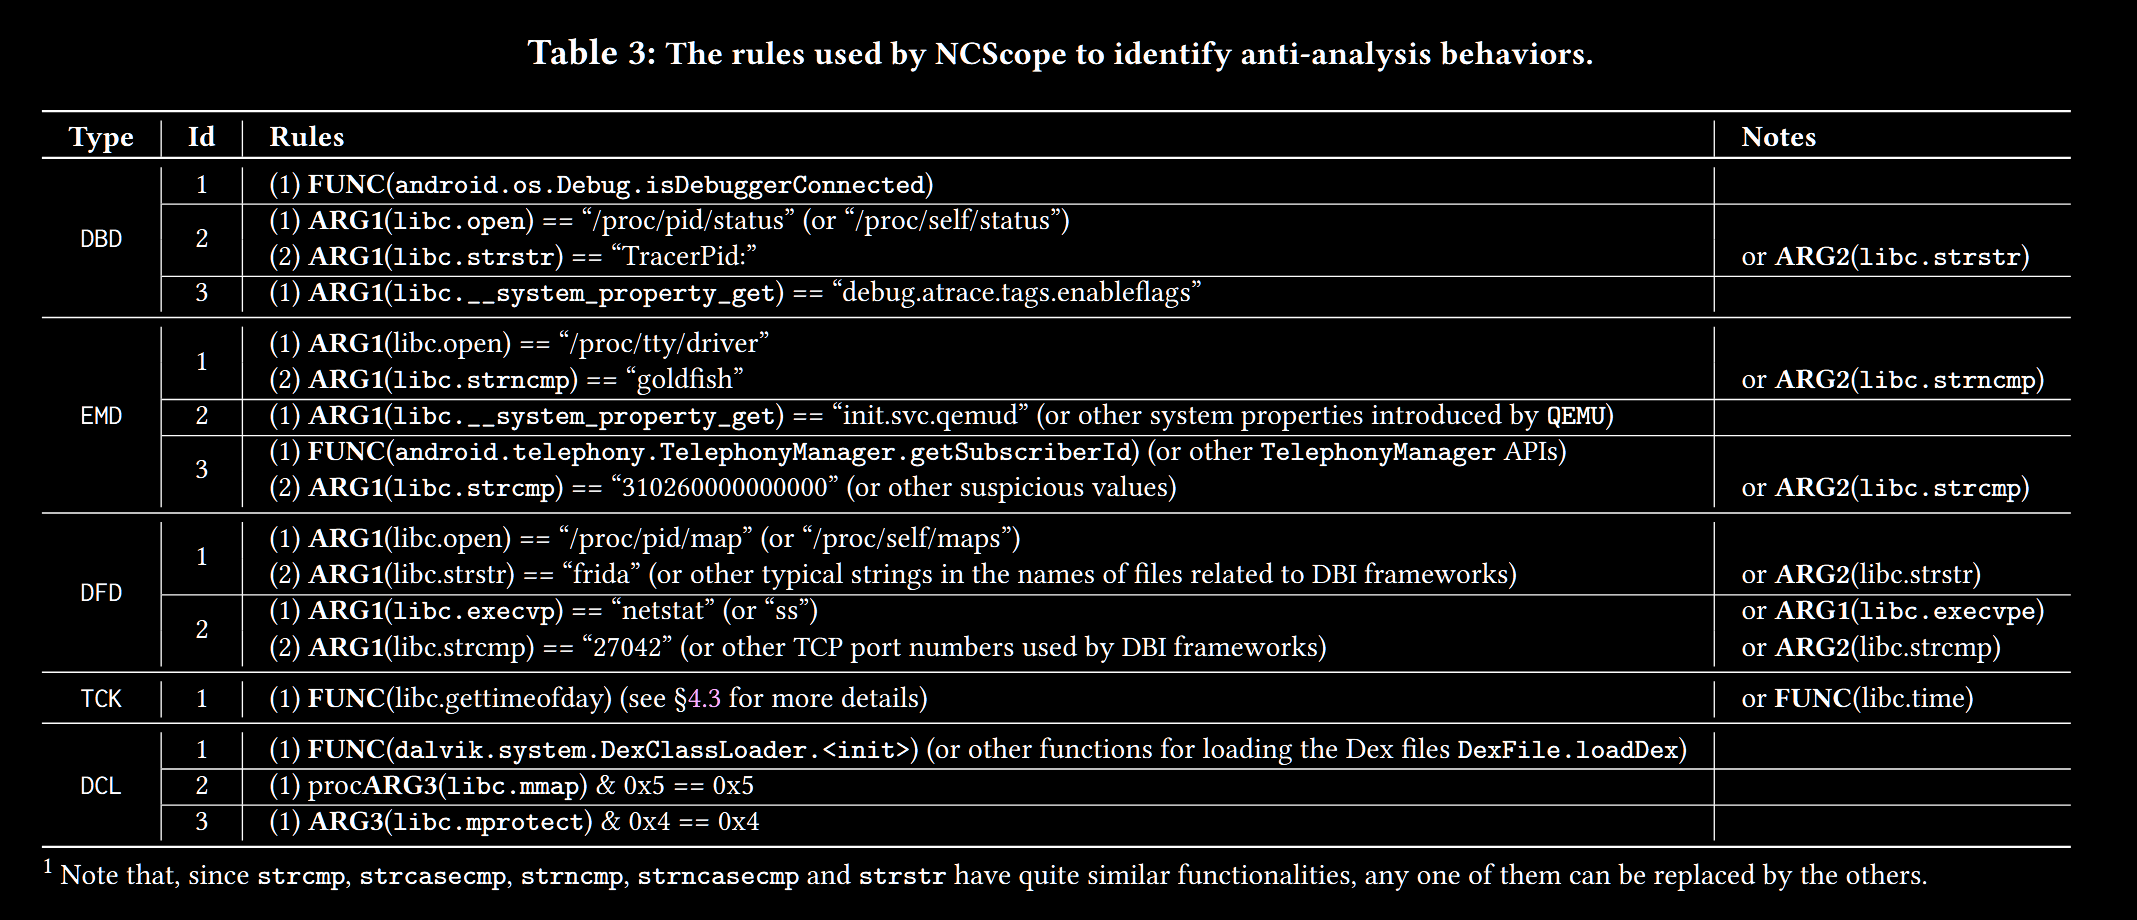 Table 3: The rules used by NCScope to identify anti-analysis behaviors.
Type Id Rules Notes
DBD
1 (1) FUNC(android.os.Debug.isDebuggerConnected)
2 (1) ARG1(libc.open) == “/proc/pid/status” (or “/proc/self/status”)
(2) ARG1(libc.strstr) == “TracerPid:” or ARG2(libc.strstr)
3 (1) ARG1(libc.__system_property_get) == “debug.atrace.tags.enableflags”
EMD
1 (1) ARG1(libc.open) == “/proc/tty/driver”
(2) ARG1(libc.strncmp) == “goldfish” or ARG2(libc.strncmp)
2 (1) ARG1(libc.__system_property_get) == “init.svc.qemud” (or other system properties introduced by QEMU)
3 (1) FUNC(android.telephony.TelephonyManager.getSubscriberId) (or other TelephonyManager APIs)
(2) ARG1(libc.strcmp) == “310260000000000” (or other suspicious values) or ARG2(libc.strcmp)
DFD
1 (1) ARG1(libc.open) == “/proc/pid/map” (or “/proc/self/maps”)
(2) ARG1(libc.strstr) == “frida” (or other typical strings in the names of files related to DBI frameworks) or ARG2(libc.strstr)
2 (1) ARG1(libc.execvp) == “netstat” (or “ss”) or ARG1(libc.execvpe)
(2) ARG1(libc.strcmp) == “27042” (or other TCP port numbers used by DBI frameworks) or ARG2(libc.strcmp)
TCK 1 (1) FUNC(libc.gettimeofday) (see §4.3 for more details) or FUNC(libc.time)
DCL
1 (1) FUNC(dalvik.system.DexClassLoader.<init>) (or other functions for loading the Dex files DexFile.loadDex)
2 (1) procARG3(libc.mmap) & 0x5 == 0x5
3 (1) ARG3(libc.mprotect) & 0x4 == 0x4
1 Note that, since strcmp, strcasecmp, strncmp, strncasecmp and strstr have quite similar functionalities, any one of them can be replaced by the others.